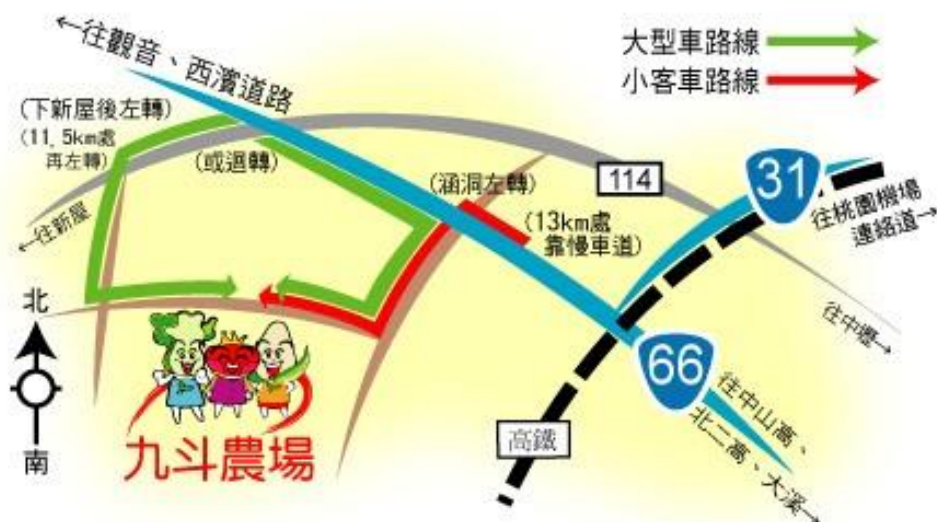 ←往觀音、西濱道路
大型車路線
小客車路線
(下新屋後左轉)
(11.5km處
再左轉)
(或迴轉)
(涵洞左轉)
114
31
(13km處
靠慢車道)
往桃園機場
連絡道→
←往新屋
北
南
往中壢→
66
往中山高、
北二高、大溪→
高鐵
九斗農場